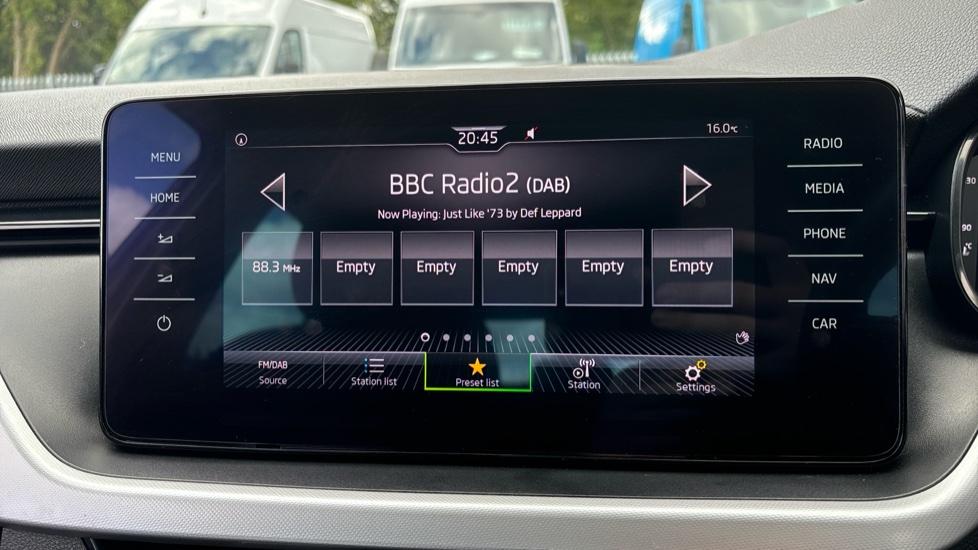 20:45
16.0°C
MENU
HOME
BBC Radio2 (DAB)
Now Playing: Just Like '73 by Def Leppard
88.3 MHz Empty Empty Empty Empty Empty
FM/DAB
Source
Station list
Preset list
Station
Settings
RADIO
MEDIA
PHONE
NAV
CAR
30
90
°C